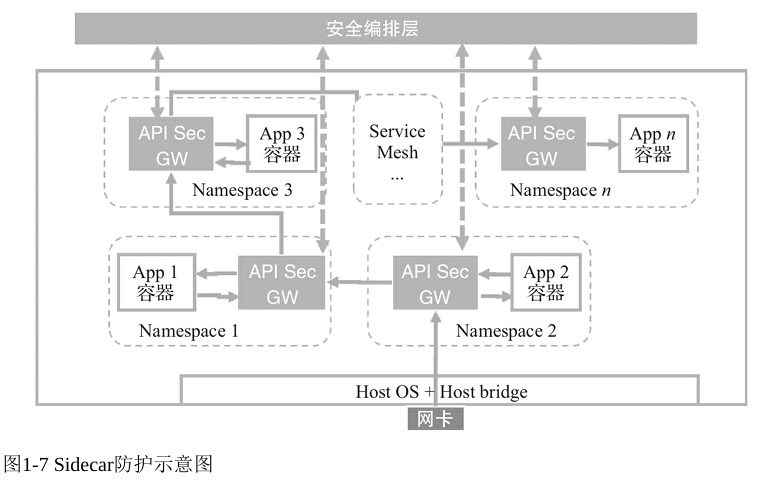 安全编排层
API Sec
GW
App 3
容器
Namespace 3
Service
Mesh
...
API Sec
GW
App n
容器
Namespace n
App 1
容器
API Sec
GW
Namespace 1
API Sec
GW
App 2
容器
Namespace 2
Host OS + Host bridge
网卡
图1-7 Sidecar防护示意图